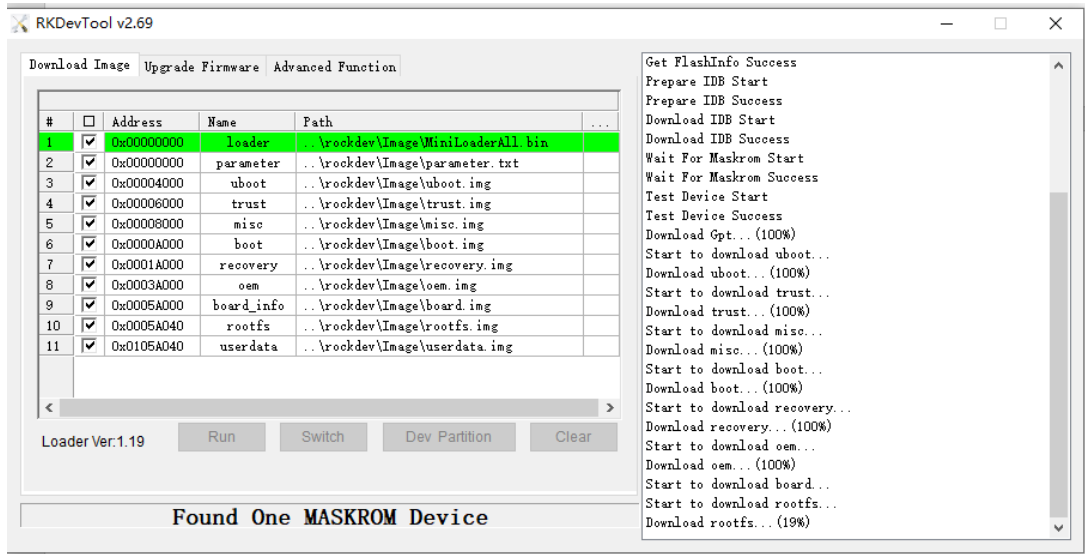 RKDevTool v2.69
Download Image Upgrade Firmware Advanced Function
# Address Name Path ...
1 0x00000000 loader ..\rockdev\Image\MiniLoaderAll.bin
2 0x00000000 parameter ..\rockdev\Image\parameter.txt
3 0x00004000 uboot ..\rockdev\Image\uboot.img
4 0x00006000 trust ..\rockdev\Image\trust.img
5 0x00008000 misc ..\rockdev\Image\misc.img
6 0x0000A000 boot ..\rockdev\Image\boot.img
7 0x0001A000 recovery ..\rockdev\Image\recovery.img
8 0x0003A000 oem ..\rockdev\Image\oem.img
9 0x0005A000 board_info ..\rockdev\Image\board.img
10 0x0005A040 rootfs ..\rockdev\Image\rootfs.img
11 0x0105A040 userdata ..\rockdev\Image\userdata.img
Loader Ver:1.19 Run Switch Dev Partition Clear
Found One MASKROM Device
Get FlashInfo Success
Prepare IDB Start
Prepare IDB Success
Download IDB Start
Download IDB Success
Wait For Maskrom Start
Wait For Maskrom Success
Test Device Start
Test Device Success
Download Gpt...(100%)
Start to download uboot...
Download uboot...(100%)
Start to download trust...
Download trust...(100%)
Start to download misc...
Download misc...(100%)
Start to download boot...
Download boot...(100%)
Start to download recovery...
Download recovery...(100%)
Start to download oem...
Download oem...(100%)
Start to download board...
Start to download rootfs...
Download rootfs...(19%)